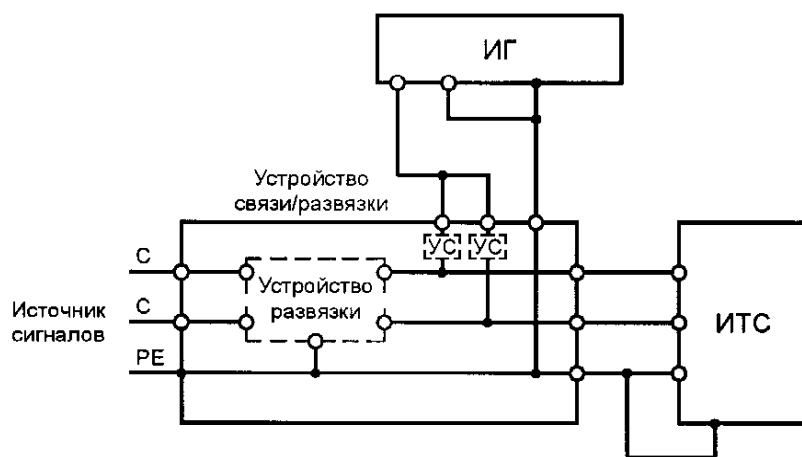 ИГ
Устройство
связи/развязки
УС УС
С
Устройство
развязки
Источник
сигналов
С
ИТС
PE